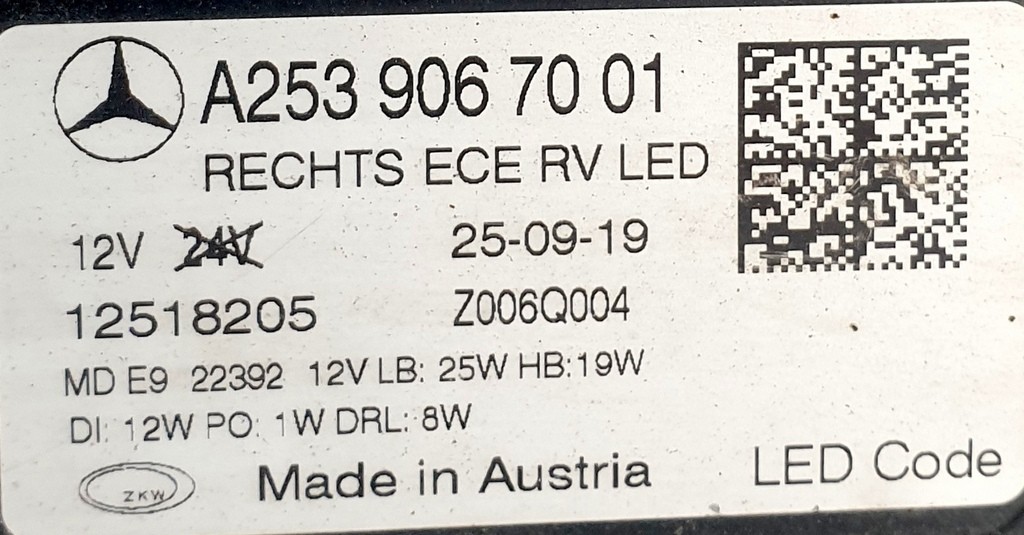 A253 906 70 01
RECHTS ECE RV LED
12V 24V 25-09-19
12518205 Z006Q004
MD E9 22392 12V LB: 25W HB:19W
DI: 12W PO: 1W DRL: 8W
ZKW Made in Austria LED Code